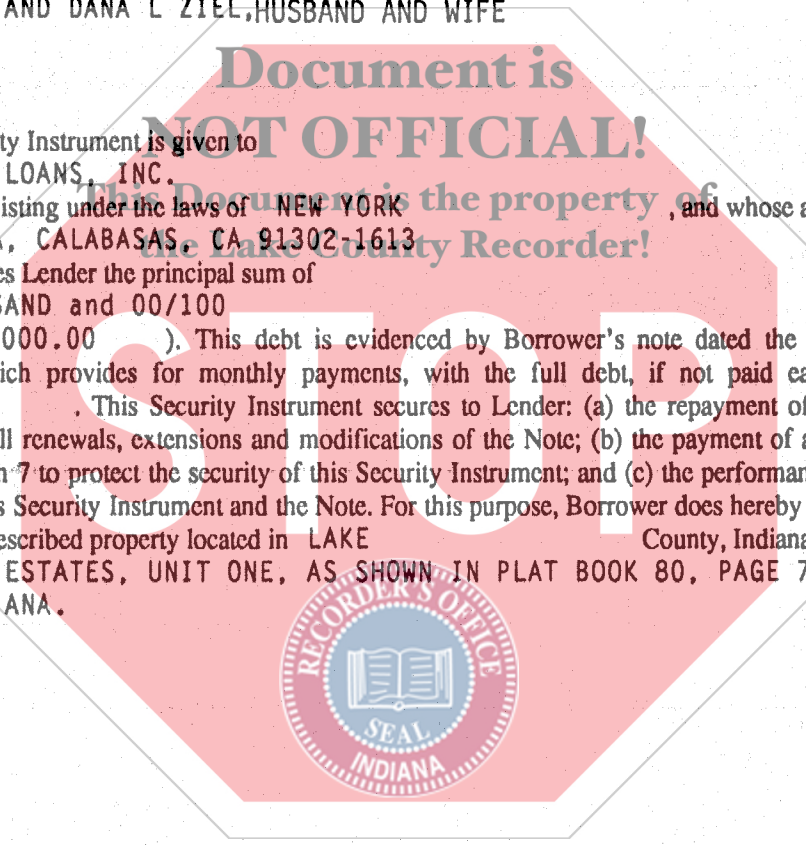 AND DANA L ZIEL,HUSBAND AND WIFE
Document is
NOT OFFICIAL!
This Document is the property of
the Lake County Recorder!
ty Instrument is given to
LOANS, INC.
isting under the laws of NEW YORK , and whose a
, CALABASAS, CA 91302-1613
es Lender the principal sum of
SAND and 00/100
000.00 ). This debt is evidenced by Borrower's note dated the
ich provides for monthly payments, with the full debt, if not paid ea
. This Security Instrument secures to Lender: (a) the repayment of
ll renewals, extensions and modifications of the Note; (b) the payment of a
n 7 to protect the security of this Security Instrument; and (c) the performan
s Security Instrument and the Note. For this purpose, Borrower does hereby
escribed property located in LAKE County, Indiana
ESTATES, UNIT ONE, AS SHOWN IN PLAT BOOK 80, PAGE 7
ANA.
STOP
RECORDER'S OFFICE
SEAL
INDIANA